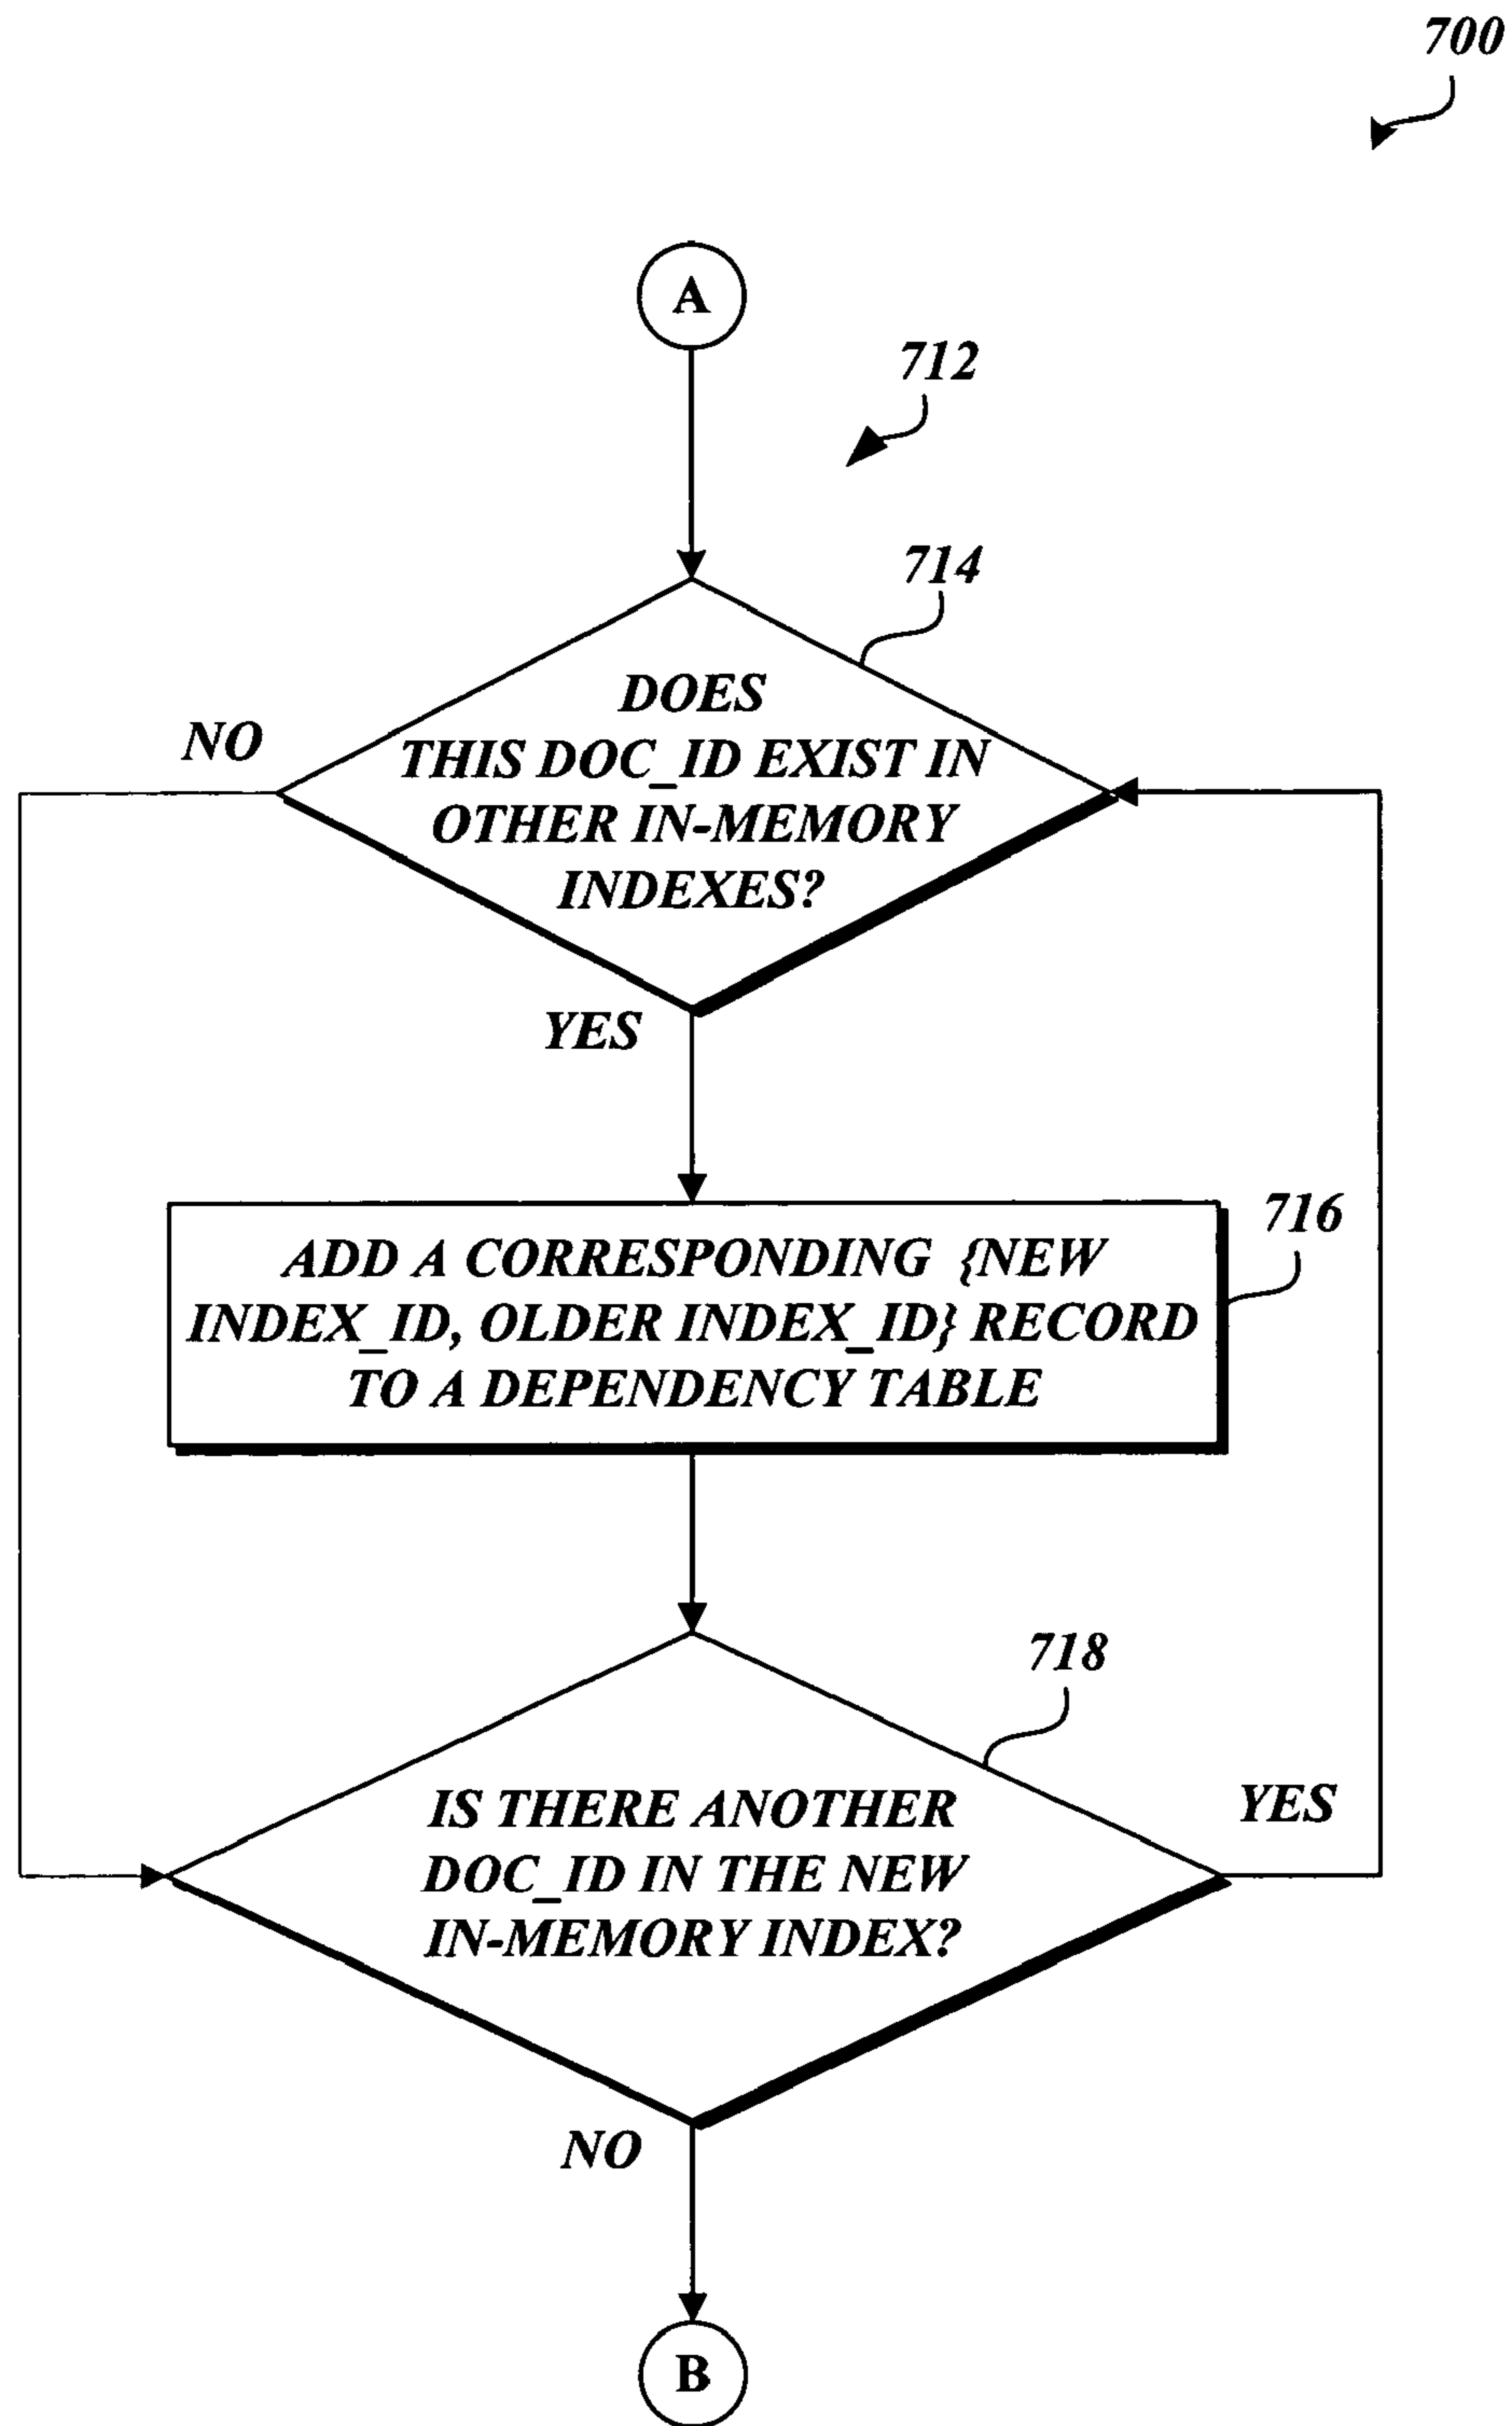 700
A
712
714
DOES
THIS DOC_ID EXIST IN
OTHER IN-MEMORY
INDEXES?
NO
YES
716
ADD A CORRESPONDING {NEW
INDEX_ID, OLDER INDEX_ID} RECORD
TO A DEPENDENCY TABLE
718
IS THERE ANOTHER
DOC_ID IN THE NEW
IN-MEMORY INDEX?
YES
NO
B